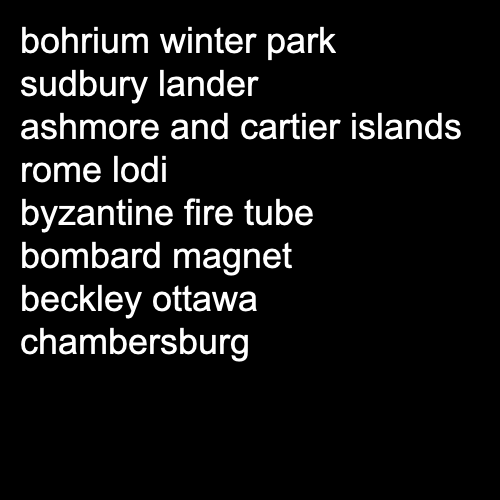 bohrium winter park
sudbury lander
ashmore and cartier islands
rome lodi
byzantine fire tube
bombard magnet
beckley ottawa
chambersburg